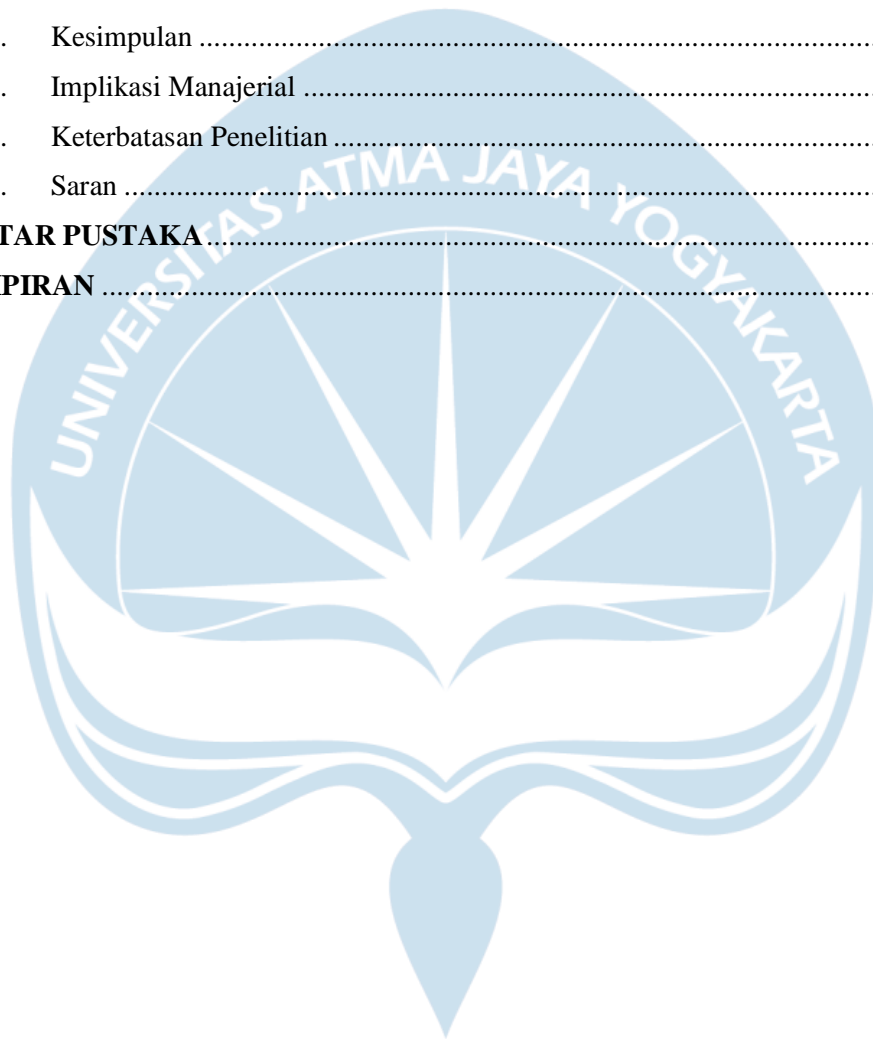 . Kesimpulan ........................................................................................
. Implikasi Manajerial ........................................................................................
. Keterbatasan Penelitian ........................................................................................
. Saran ........................................................................................
TAR PUSTAKA ........................................................................................
PIRAN ........................................................................................
UNIVERSITAS ATMA JAYA YOGYAKARTA